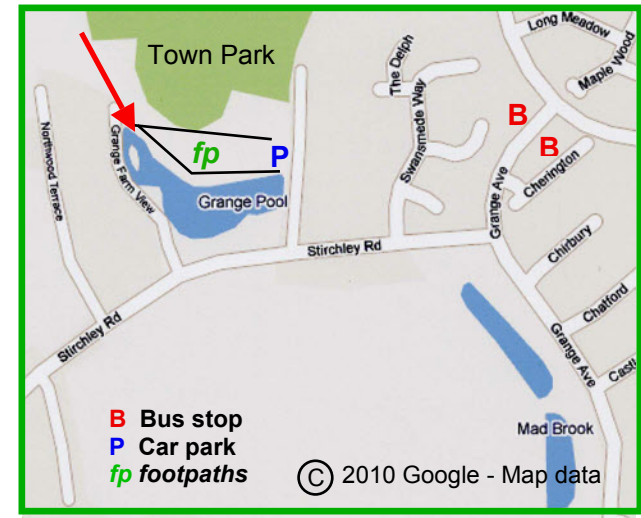 Town Park
Long Meadow
Maple Wood
The Delph
Swansmede Way
B
B
Cherington
Grange Ave
fp
P
Grange Farm View
Northwood Terrace
Grange Pool
Stirchley Rd
Chirbury
Chatford
Grange Ave
Castl
Stirchley Rd
Mad Brook
B Bus stop
P Car park
fp footpaths
© 2010 Google - Map data